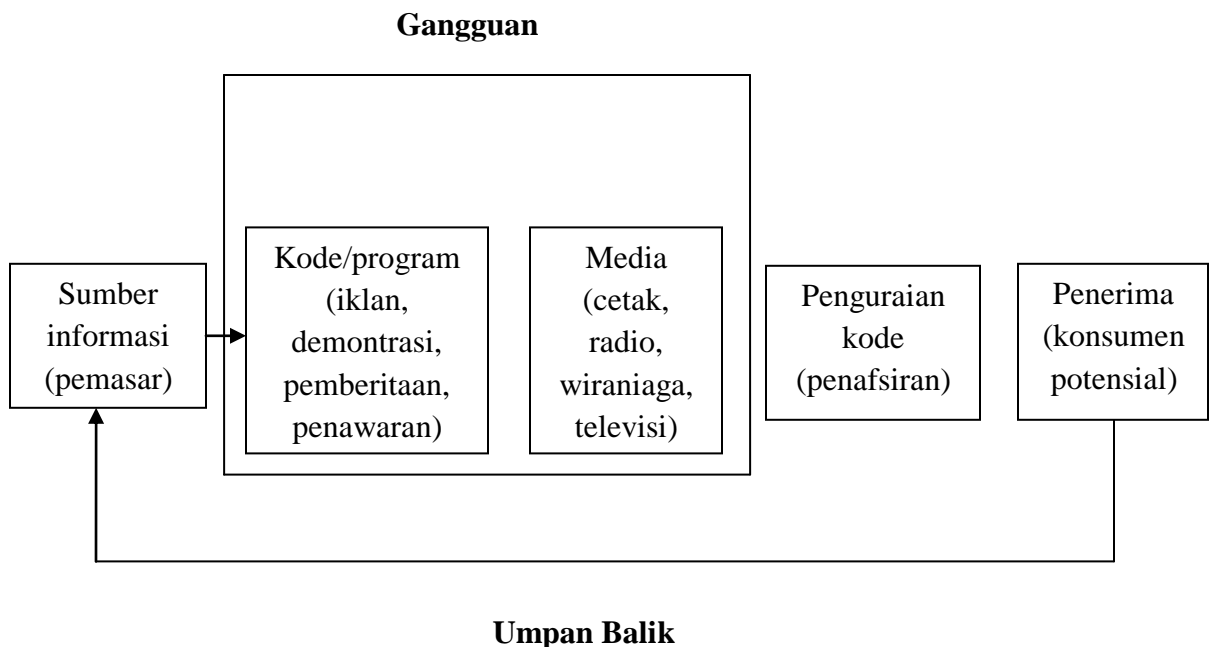 Gangguan
Sumber
informasi
(pemasar)
Kode/program
(iklan,
demontrasi,
pemberitaan,
penawaran)
Media
(cetak,
radio,
wiraniaga,
televisi)
Penguraian
kode
(penafsiran)
Penerima
(konsumen
potensial)
Umpan Balik